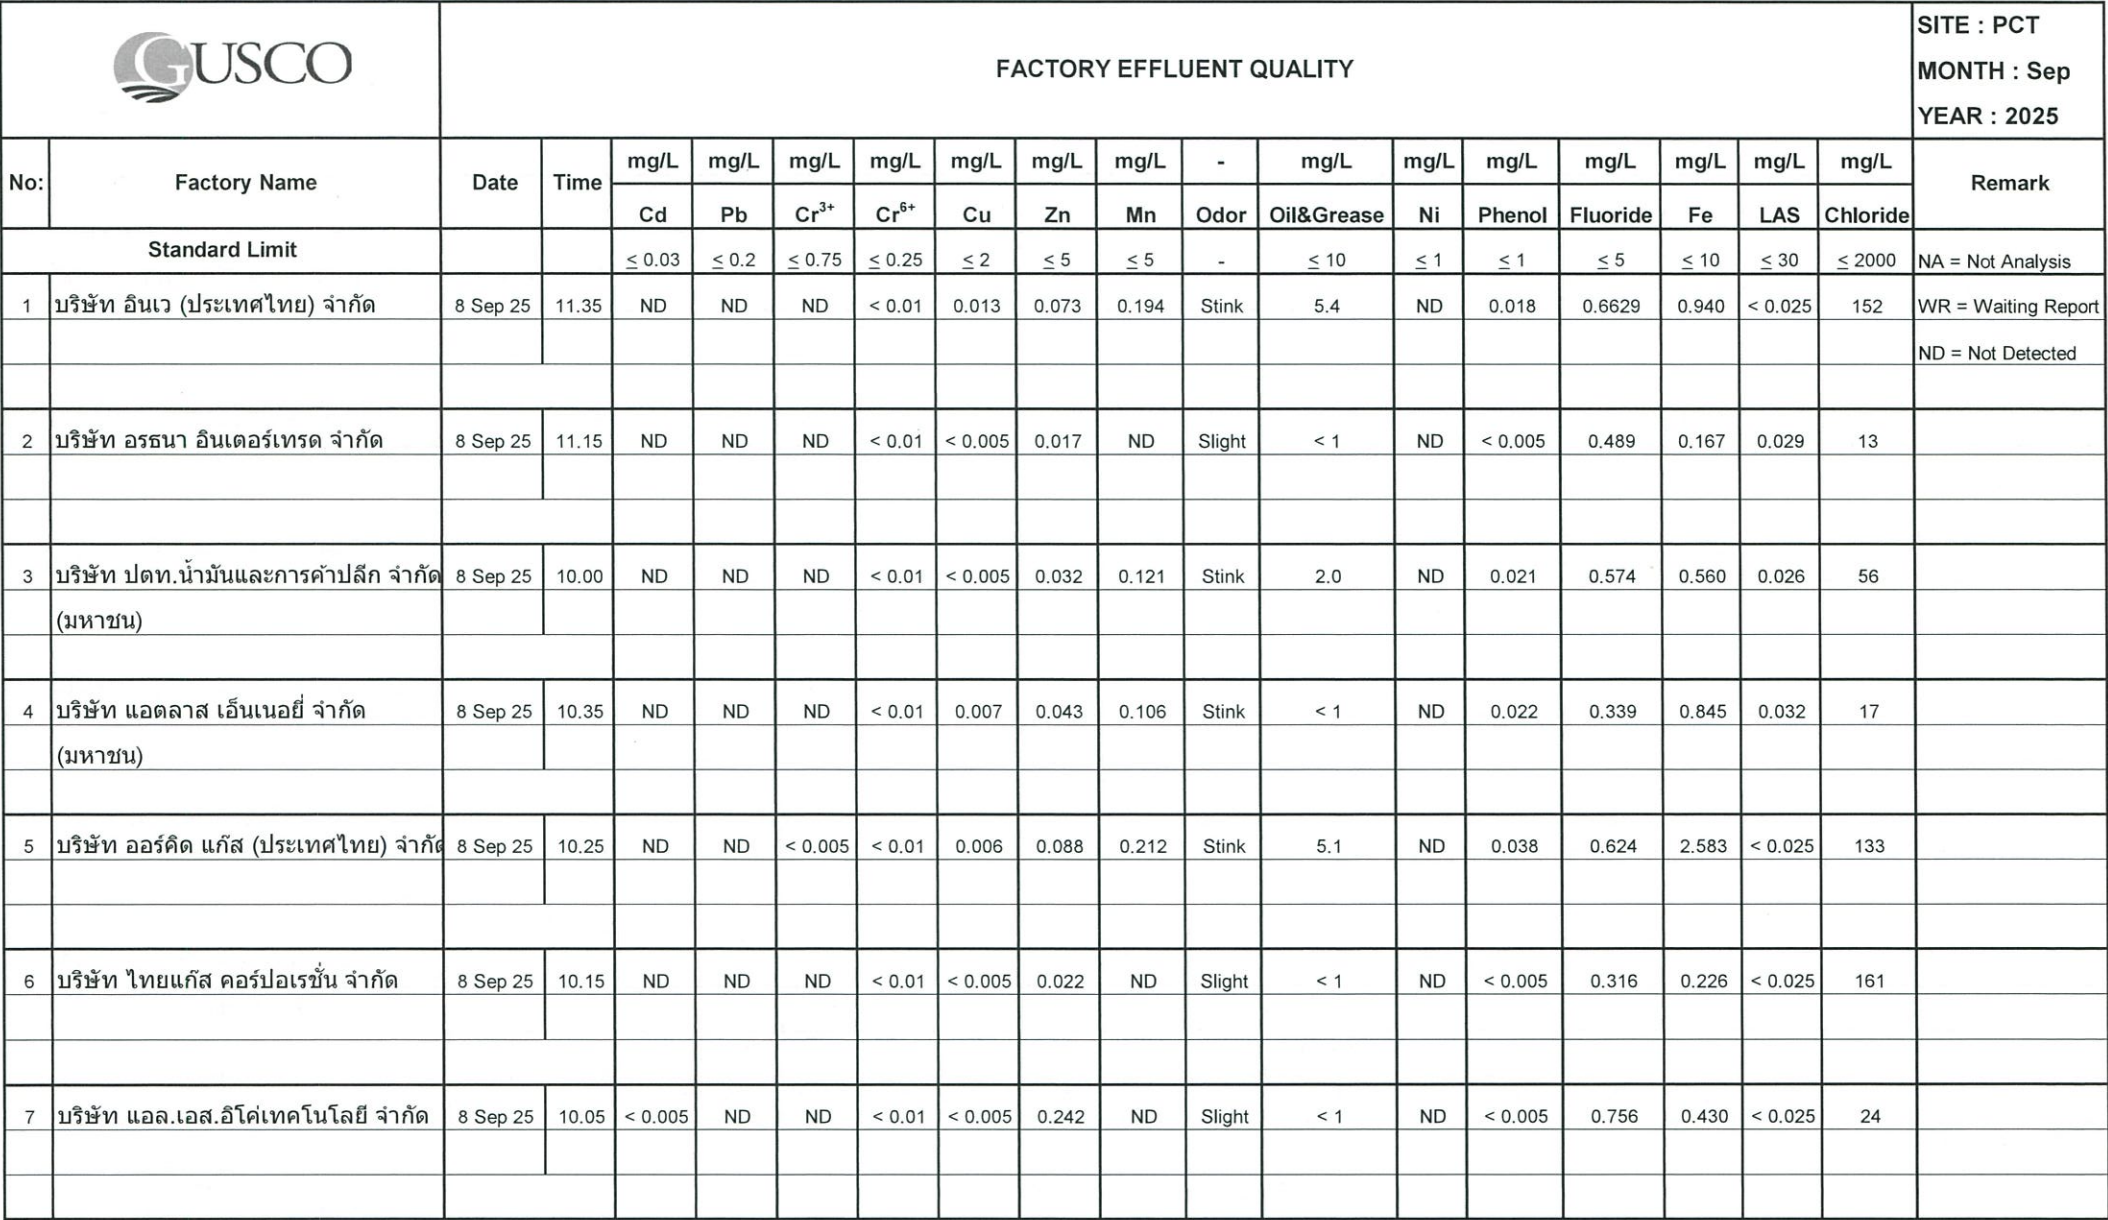 GUSCO
FACTORY EFFLUENT QUALITY
SITE : PCT
MONTH : Sep
YEAR : 2025
No: Factory Name Date Time mg/L mg/L mg/L mg/L mg/L mg/L mg/L - mg/L mg/L mg/L mg/L mg/L mg/L mg/L Remark
Cd Pb Cr3+ Cr6+ Cu Zn Mn Odor Oil&Grease Ni Phenol Fluoride Fe LAS Chloride
Standard Limit ≤ 0.03 ≤ 0.2 ≤ 0.75 ≤ 0.25 ≤ 2 ≤ 5 ≤ 5 - ≤ 10 ≤ 1 ≤ 1 ≤ 5 ≤ 10 ≤ 30 ≤ 2000 NA = Not Analysis
1 บริษัท อินเว (ประเทศไทย) จำกัด 8 Sep 25 11.35 ND ND ND < 0.01 0.013 0.073 0.194 Stink 5.4 ND 0.018 0.6629 0.940 < 0.025 152 WR = Waiting Report
ND = Not Detected
2 บริษัท อรธนา อินเตอร์เทรด จำกัด 8 Sep 25 11.15 ND ND ND < 0.01 < 0.005 0.017 ND Slight < 1 ND < 0.005 0.489 0.167 0.029 13
3 บริษัท ปตท.น้ำมันและการค้าปลีก จำกัด 8 Sep 25 10.00 ND ND ND < 0.01 < 0.005 0.032 0.121 Stink 2.0 ND 0.021 0.574 0.560 0.026 56
(มหาชน)
4 บริษัท แอตลาส เอ็นเนอยี่ จำกัด 8 Sep 25 10.35 ND ND ND < 0.01 0.007 0.043 0.106 Stink < 1 ND 0.022 0.339 0.845 0.032 17
(มหาชน)
5 บริษัท ออร์คิด แก๊ส (ประเทศไทย) จำกัด 8 Sep 25 10.25 ND ND < 0.005 < 0.01 0.006 0.088 0.212 Stink 5.1 ND 0.038 0.624 2.583 < 0.025 133
6 บริษัท ไทยแก๊ส คอร์ปอเรชั่น จำกัด 8 Sep 25 10.15 ND ND ND < 0.01 < 0.005 0.022 ND Slight < 1 ND < 0.005 0.316 0.226 < 0.025 161
7 บริษัท แอล.เอส.อิโค่เทคโนโลยี จำกัด 8 Sep 25 10.05 < 0.005 ND ND < 0.01 < 0.005 0.242 ND Slight < 1 ND < 0.005 0.756 0.430 < 0.025 24